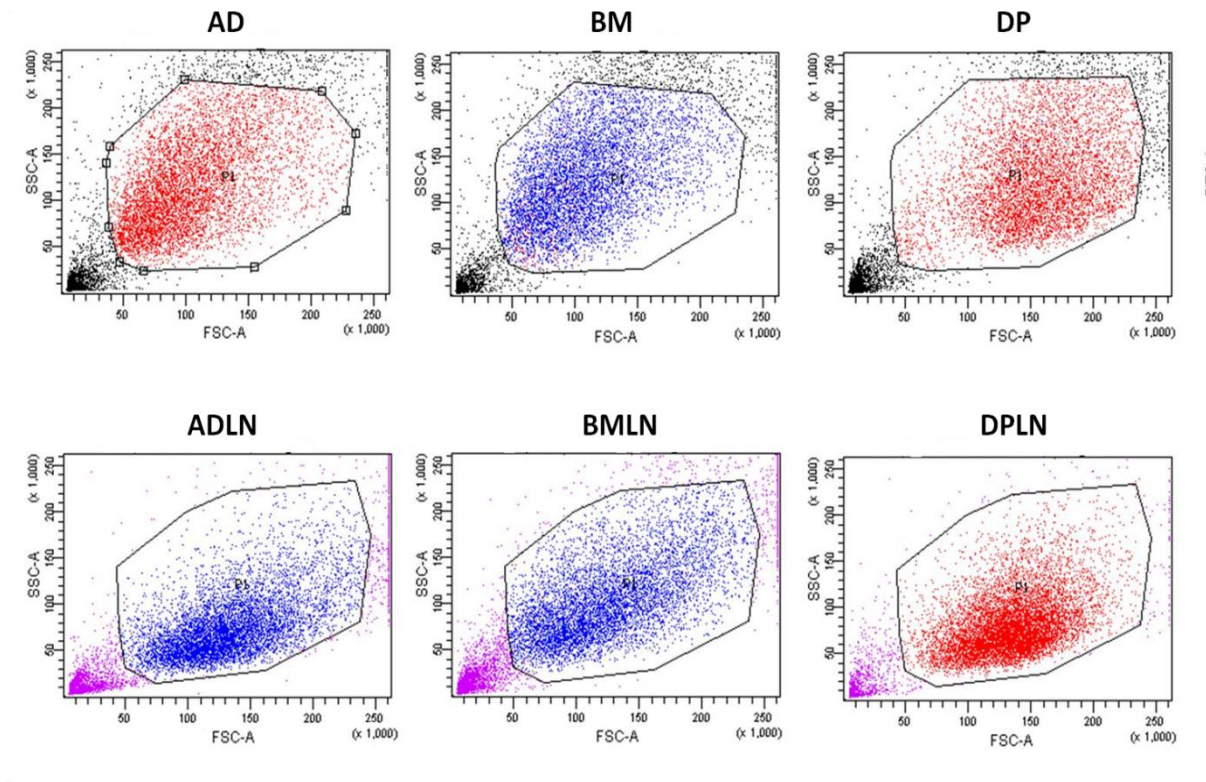 AD
BM
DP
(x 1,000)
250
200
150
100
50
SSC-A
P1
50 100 150 200 250
FSC-A
(x 1,000)
(x 1,000)
250
200
150
100
50
SSC-A
P1
50 100 150 200 250
FSC-A
(x 1,000)
(x 1,000)
250
200
150
100
50
SSC-A
P1
50 100 150 200 250
FSC-A
(x 1,000)
ADLN
BMLN
DPLN
(x 1,000)
250
200
150
100
50
SSC-A
P1
50 100 150 200 250
FSC-A
(x 1,000)
(x 1,000)
250
200
150
100
50
SSC-A
P1
50 100 150 200 250
FSC-A
(x 1,000)
(x 1,000)
250
200
150
100
50
SSC-A
P1
50 100 150 200 250
FSC-A
(x 1,000)